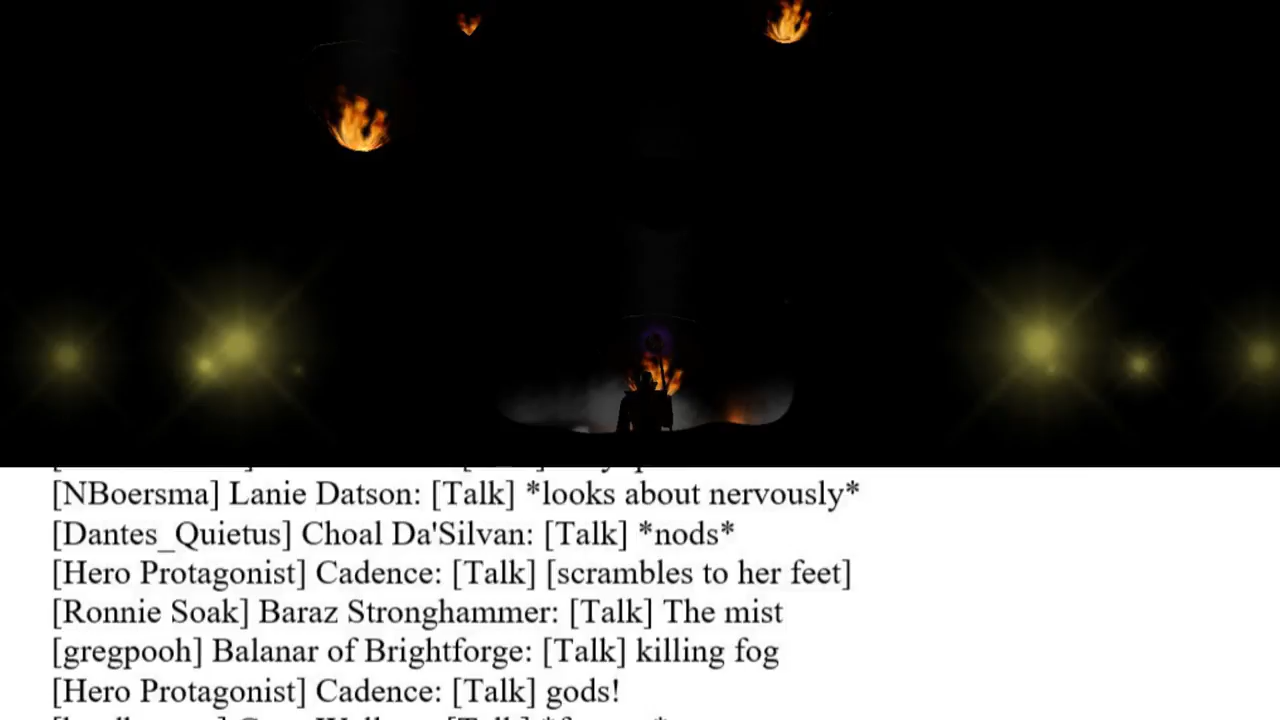 [NBoersma] Lanie Datson: [Talk] *looks about nervously*
[Dantes_Quietus] Choal Da'Silvan: [Talk] *nods*
[Hero Protagonist] Cadence: [Talk] [scrambles to her feet]
[Ronnie Soak] Baraz Stronghammer: [Talk] The mist
[gregpooh] Balanar of Brightforge: [Talk] killing fog
[Hero Protagonist] Cadence: [Talk] gods!